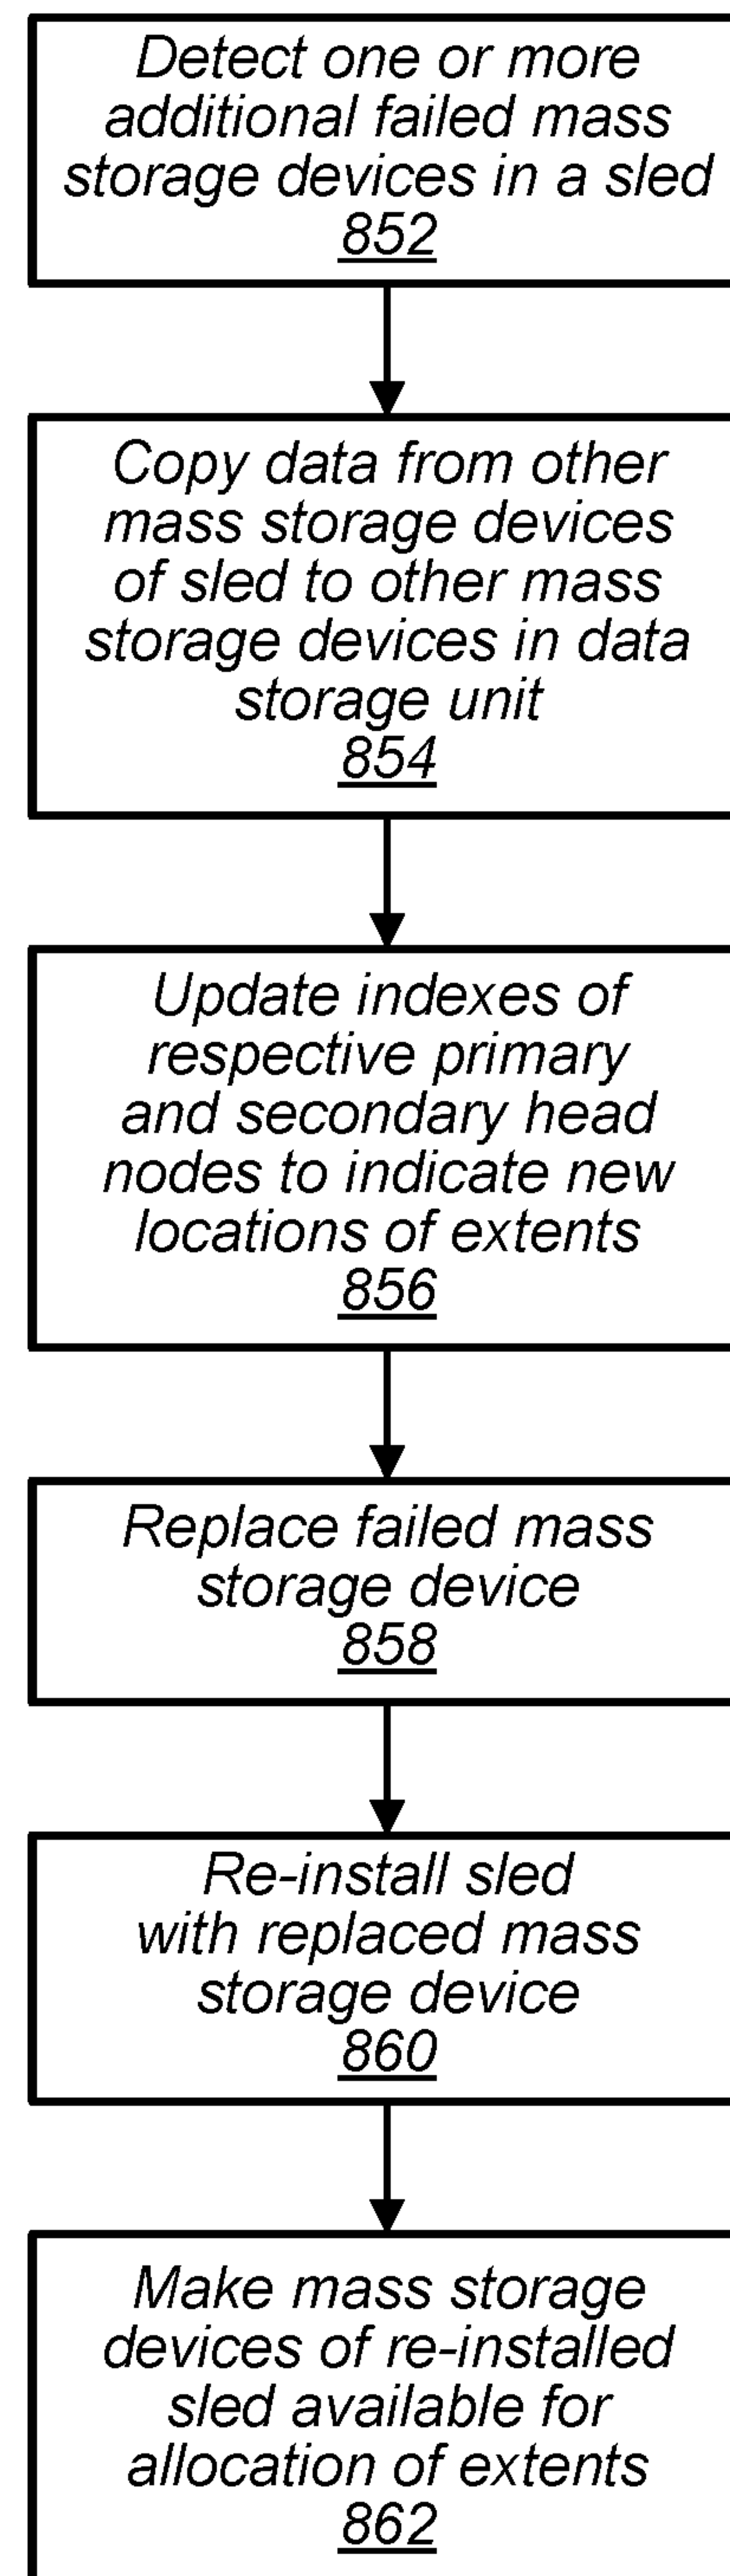 Detect one or more
additional failed mass
storage devices in a sled
852
Copy data from other
mass storage devices
of sled to other mass
storage devices in data
storage unit
854
Update indexes of
respective primary
and secondary head
nodes to indicate new
locations of extents
856
Replace failed mass
storage device
858
Re-install sled
with replaced mass
storage device
860
Make mass storage
devices of re-installed
sled available for
allocation of extents
862